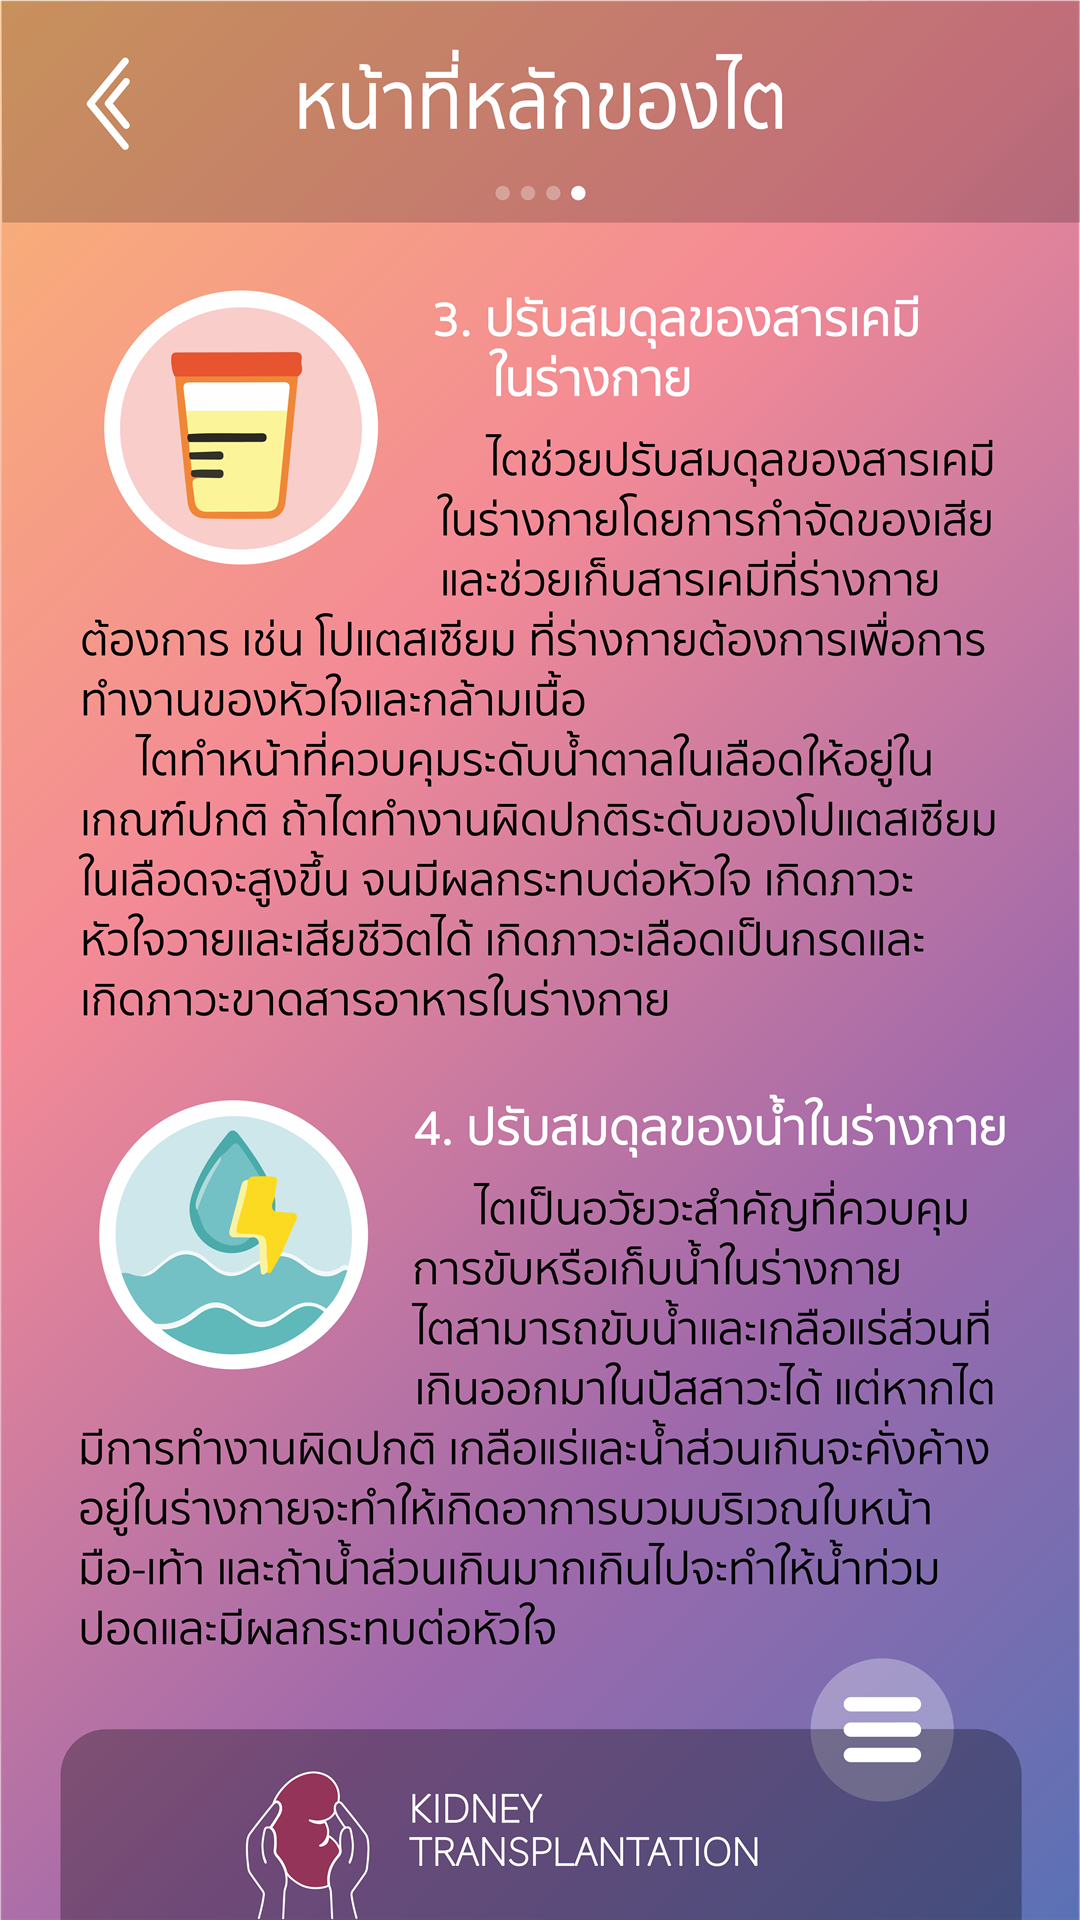 หน้าที่หลักของไต
3. ปรับสมดุลของสารเคมี
ในร่างกาย
ไตช่วยปรับสมดุลของสารเคมี
ในร่างกายโดยการกำจัดของเสีย
และช่วยเก็บสารเคมีที่ร่างกาย
ต้องการ เช่น โปแตสเซียม ที่ร่างกายต้องการเพื่อการ
ทำงานของหัวใจและกล้ามเนื้อ
ไตทำหน้าที่ควบคุมระดับน้ำตาลในเลือดให้อยู่ใน
เกณฑ์ปกติ ถ้าไตทำงานผิดปกติระดับของโปแตสเซียม
ในเลือดจะสูงขึ้น จนมีผลกระทบต่อหัวใจ เกิดภาวะ
หัวใจวายและเสียชีวิตได้ เกิดภาวะเลือดเป็นกรดและ
เกิดภาวะขาดสารอาหารในร่างกาย
4. ปรับสมดุลของน้ำในร่างกาย
ไตเป็นอวัยวะสำคัญที่ควบคุม
การขับหรือเก็บน้ำในร่างกาย
ไตสามารถขับน้ำและเกลือแร่ส่วนที่
เกินออกมาในปัสสาวะได้ แต่หากไต
มีการทำงานผิดปกติ เกลือแร่และน้ำส่วนเกินจะคั่งค้าง
อยู่ในร่างกายจะทำให้เกิดอาการบวมบริเวณใบหน้า
มือ-เท้า และถ้าน้ำส่วนเกินมากเกินไปจะทำให้น้ำท่วม
ปอดและมีผลกระทบต่อหัวใจ
KIDNEY
TRANSPLANTATION